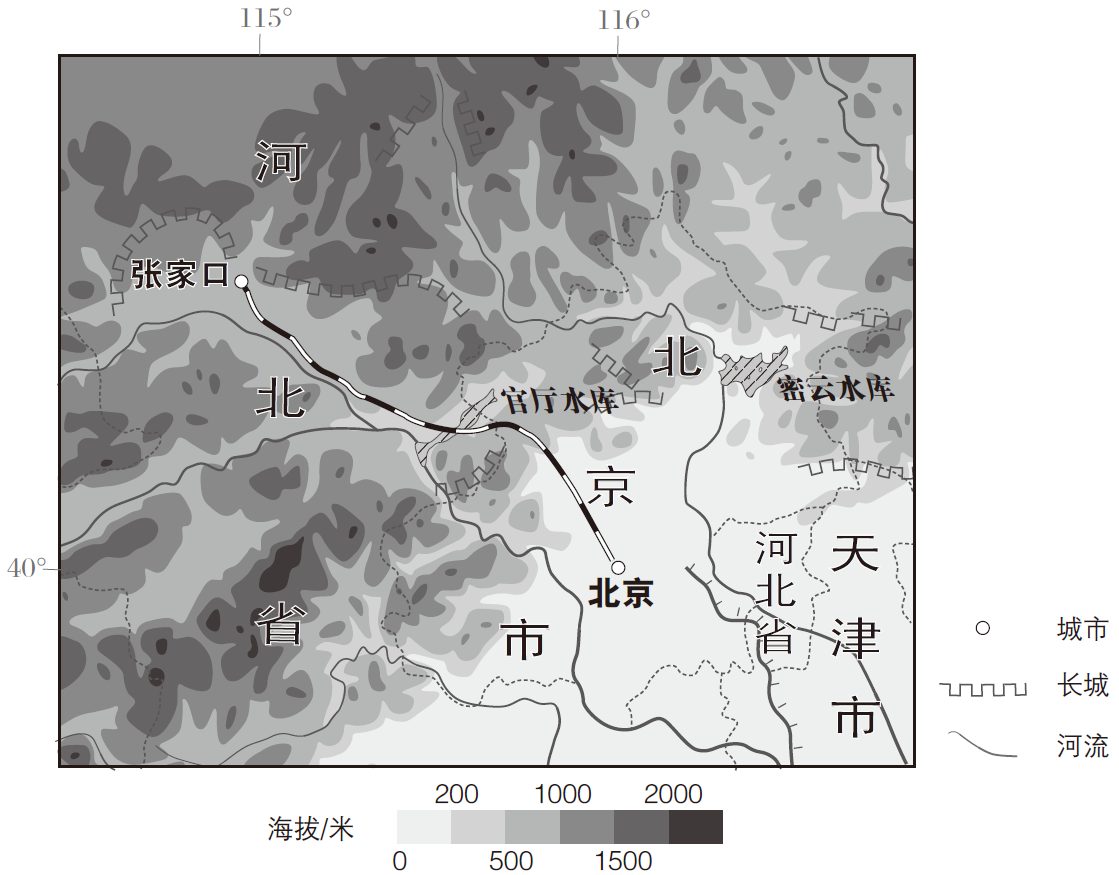 115° 116°
河
张家口
北
北
官厅水库
密云水库
京
40°
河北省
天津市
北京
省
市
城市
长城
河流
200 1000 2000
海拔/米
0 500 1500